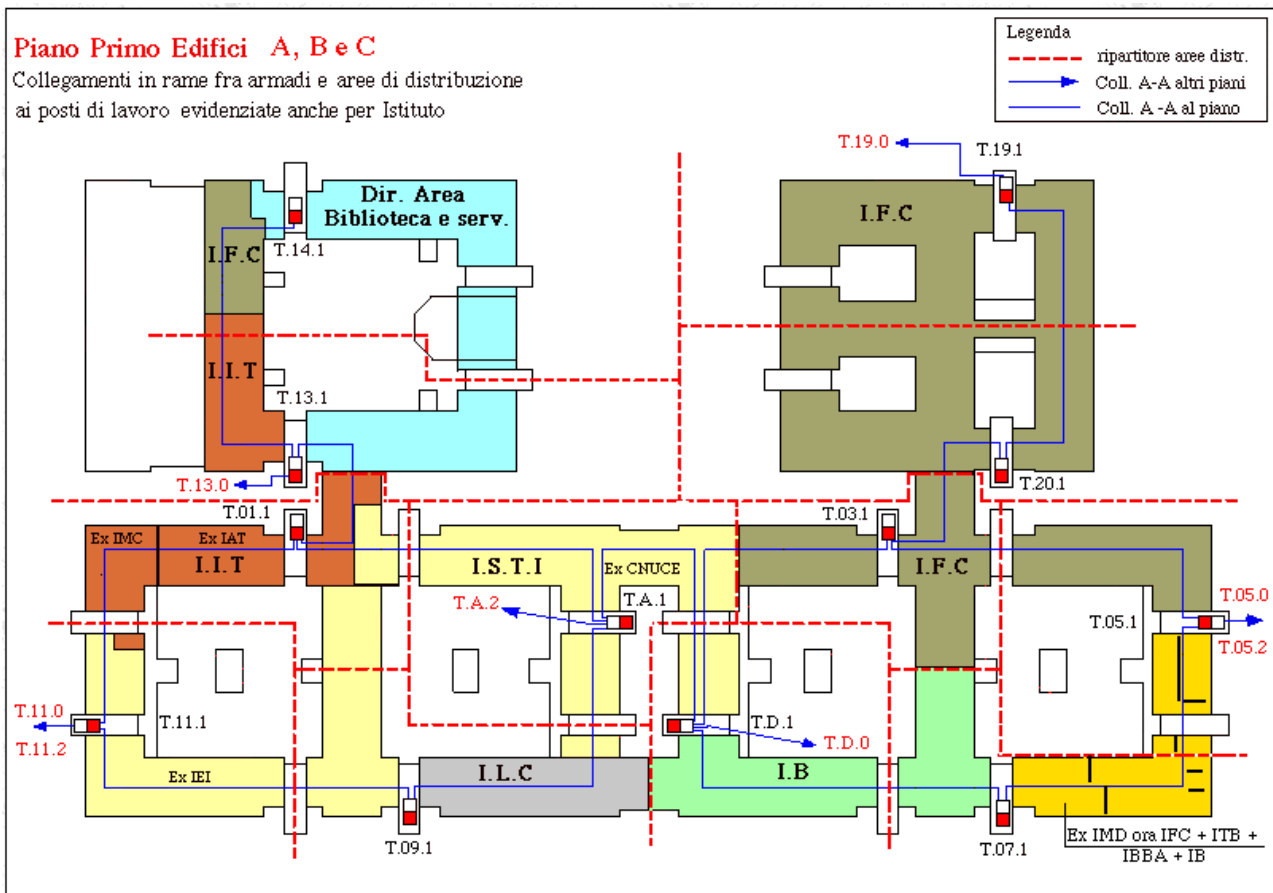 Piano Primo Edifici A, B e C
Collegamenti in rame fra armadi e aree di distribuzione
ai posti di lavoro evidenziate anche per Istituto
Legenda
ripartitore aree distr.
Coll. A-A altri piani
Coll. A -A al piano
T.19.0
T.19.1
Dir. Area
Biblioteca e serv.
I.F.C
I.F.C
T.14.1
I.I.T
T.13.1
T.13.0
T.20.1
T.01.1
T.03.1
Ex IMC
Ex IAT
I.I.T
I.S.T.I
Ex CNUCE
I.F.C
T.A.2
T.A.1
T.05.1
T.05.0
T.05.2
T.11.0
T.11.1
T.11.2
T.D.1
T.D.0
Ex IEI
I.L.C
I.B
T.09.1
T.07.1
Ex IMD ora IFC + ITB +
IBBA + IB